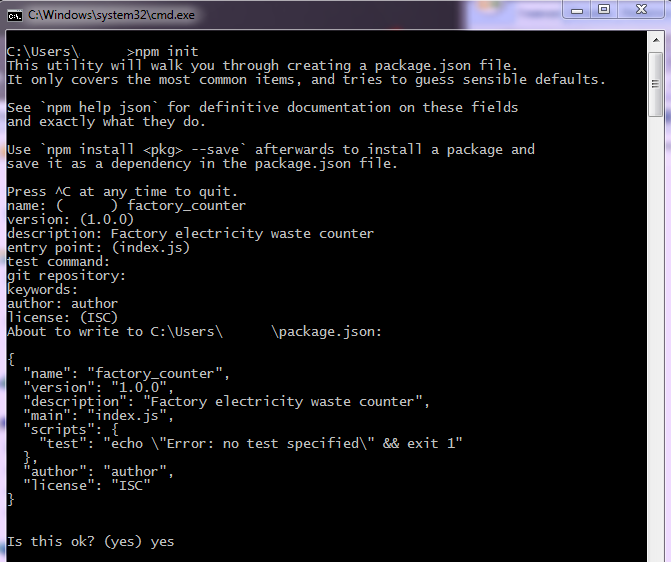 C:\Windows\system32\cmd.exe
C:\Users\      >npm init
This utility will walk you through creating a package.json file.
It only covers the most common items, and tries to guess sensible defaults.
See `npm help json` for definitive documentation on these fields
and exactly what they do.
Use `npm install <pkg> --save` afterwards to install a package and
save it as a dependency in the package.json file.
Press ^C at any time to quit.
name: (      ) factory_counter
version: (1.0.0)
description: Factory electricity waste counter
entry point: (index.js)
test command:
git repository:
keywords:
author: author
license: (ISC)
About to write to C:\Users\      \package.json:
{
  "name": "factory_counter",
  "version": "1.0.0",
  "description": "Factory electricity waste counter",
  "main": "index.js",
  "scripts": {
    "test": "echo \"Error: no test specified\" && exit 1"
  },
  "author": "author",
  "license": "ISC"
}
Is this ok? (yes) yes